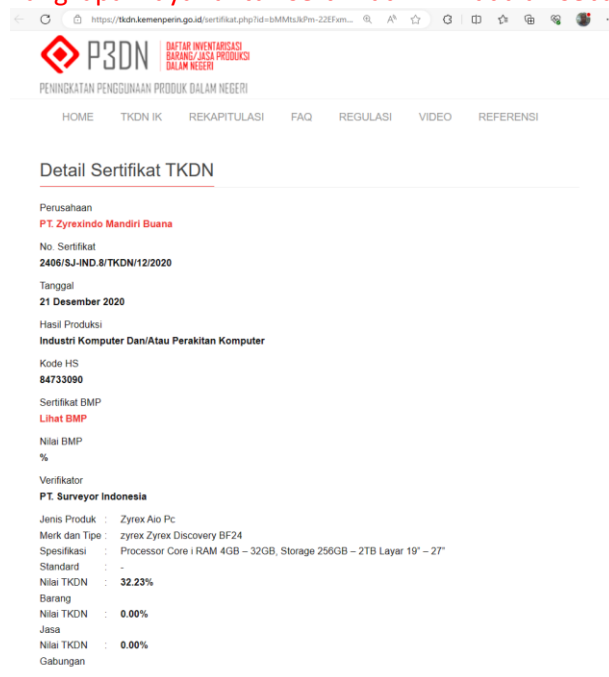 https://tkdn.kemenperin.go.id/sertifikat.php?id=bMMtsJkPm-22EFxm...
P3DN
DAFTAR INVENTARISASI
BARANG/JASA PRODUKSI
DALAM NEGERI
PENINGKATAN PENGGUNAAN PRODUK DALAM NEGERI
HOME TKDN IK REKAPITULASI FAQ REGULASI VIDEO REFERENSI
Detail Sertifikat TKDN
Perusahaan
PT. Zyrexindo Mandiri Buana
No. Sertifikat
2406/SJ-IND.8/TKDN/12/2020
Tanggal
21 Desember 2020
Hasil Produksi
Industri Komputer Dan/Atau Perakitan Komputer
Kode HS
84733090
Sertifikat BMP
Lihat BMP
Nilai BMP
%
Verifikator
PT. Surveyor Indonesia
Jenis Produk : Zyrex Aio Pc
Merk dan Tipe : zyrex Zyrex Discovery BF24
Spesifikasi : Processor Core i RAM 4GB – 32GB, Storage 256GB – 2TB Layar 19" – 27"
Standard : -
Nilai TKDN : 32.23%
Barang
Nilai TKDN : 0.00%
Jasa
Nilai TKDN : 0.00%
Gabungan